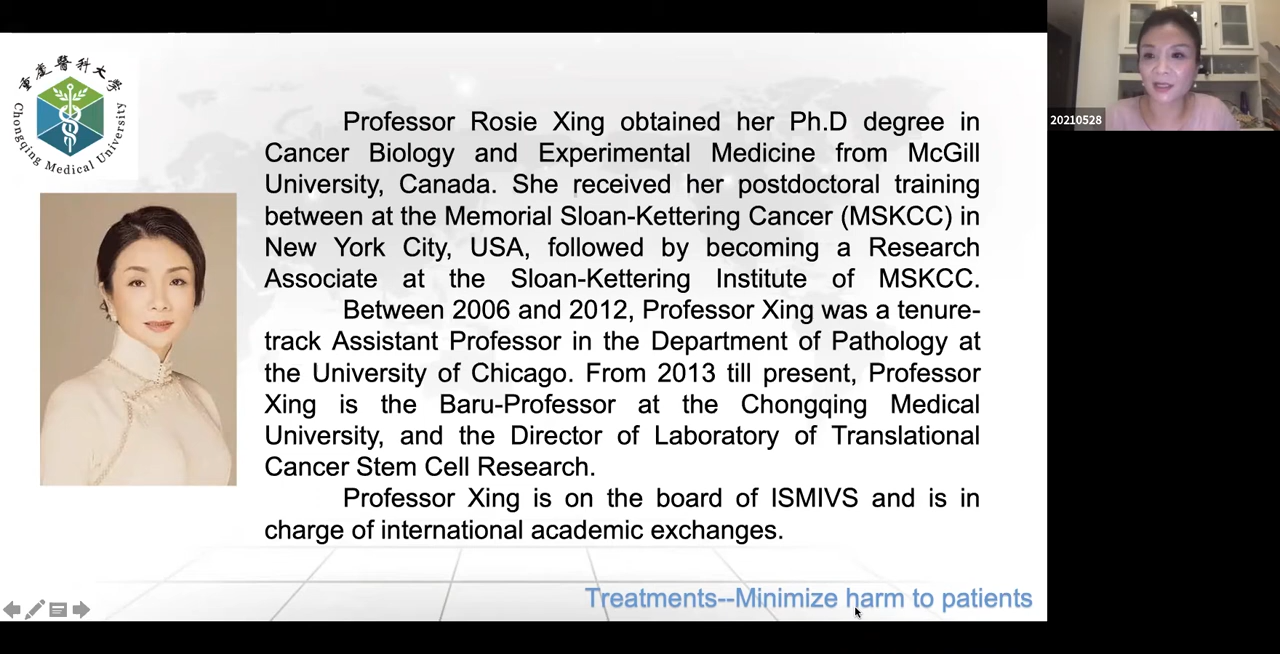 重慶醫科大學
Chongqing Medical University
Professor Rosie Xing obtained her Ph.D degree in
Cancer Biology and Experimental Medicine from McGill
University, Canada. She received her postdoctoral training
between at the Memorial Sloan-Kettering Cancer (MSKCC) in
New York City, USA, followed by becoming a Research
Associate at the Sloan-Kettering Institute of MSKCC.
Between 2006 and 2012, Professor Xing was a tenure-
track Assistant Professor in the Department of Pathology at
the University of Chicago. From 2013 till present, Professor
Xing is the Baru-Professor at the Chongqing Medical
University, and the Director of Laboratory of Translational
Cancer Stem Cell Research.
Professor Xing is on the board of ISMIVS and is in
charge of international academic exchanges.
Treatments--Minimize harm to patients
20210528